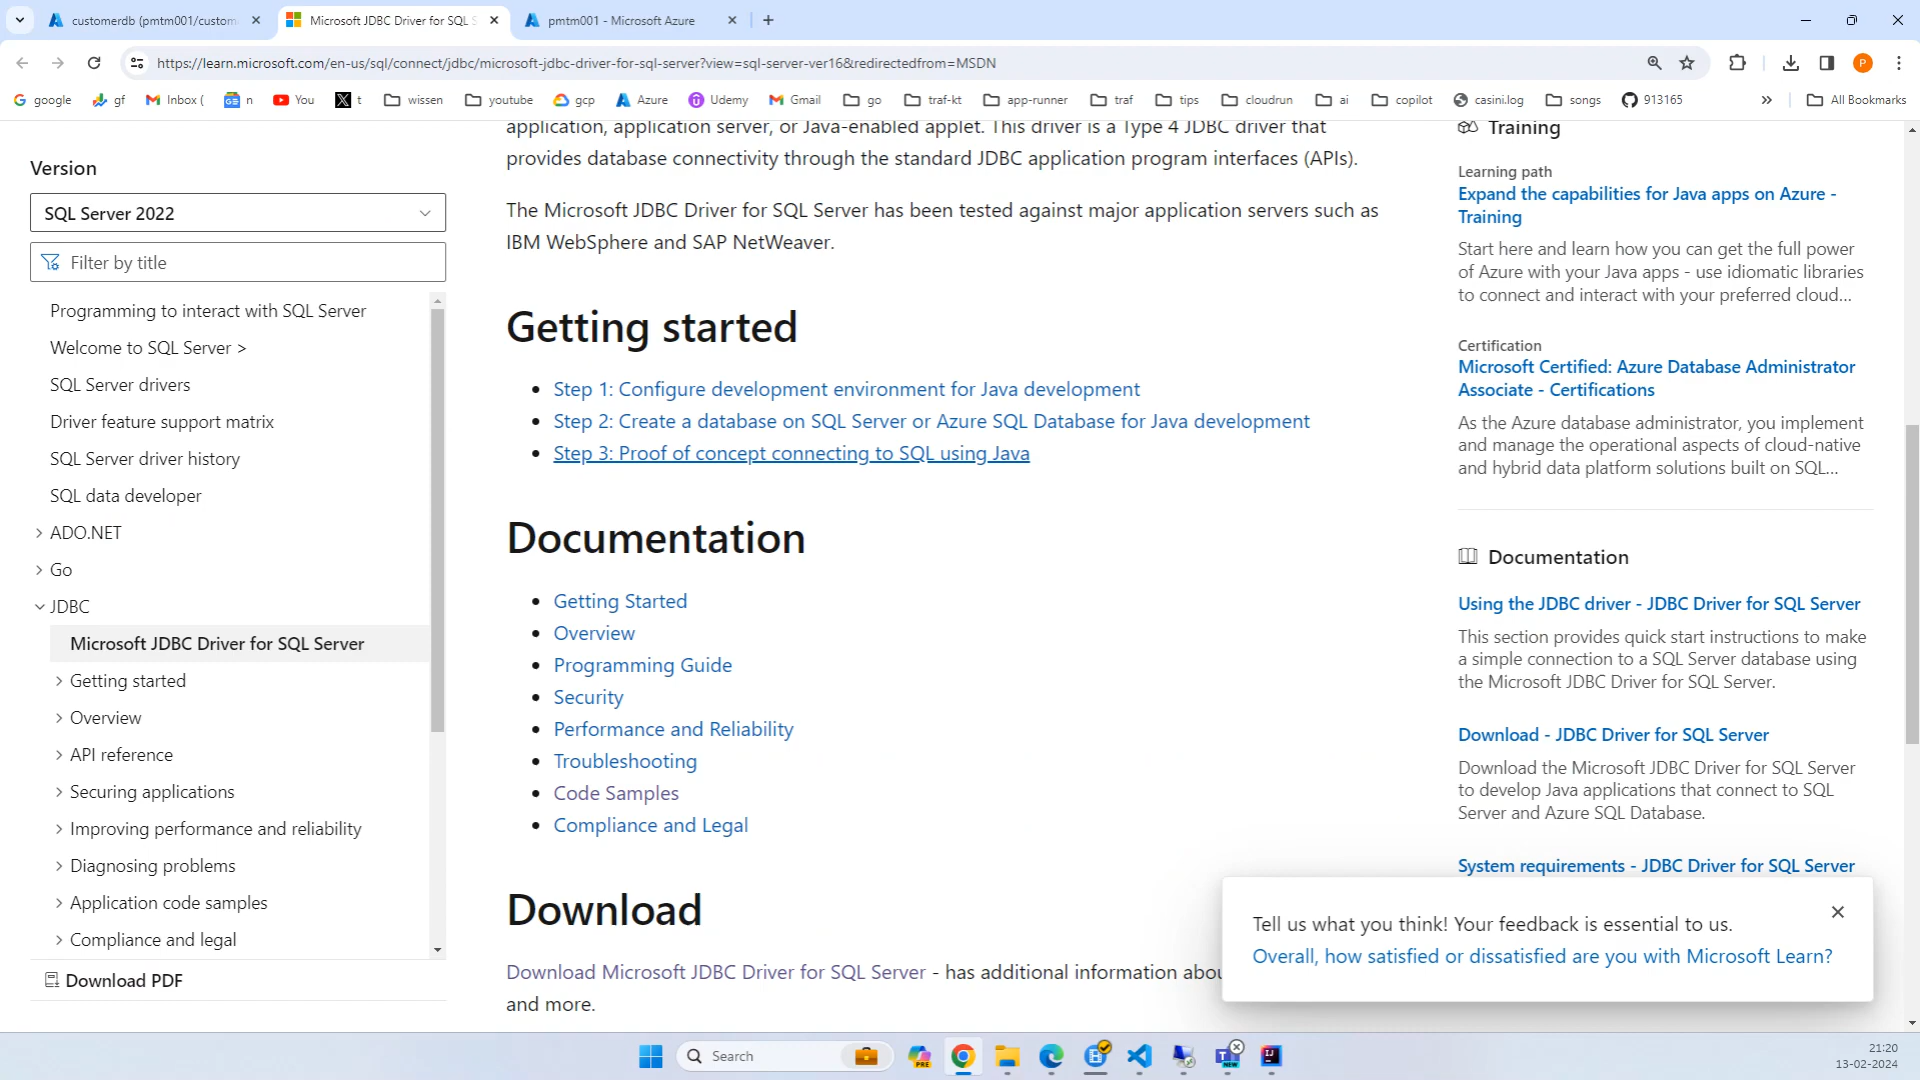 customerdb (pmtm001/custom
Microsoft JDBC Driver for SQL S
pmtm001 - Microsoft Azure
https://learn.microsoft.com/en-us/sql/connect/jdbc/microsoft-jdbc-driver-for-sql-server?view=sql-server-ver16&redirectedfrom=MSDN
P
google
gf
Inbox (
n
You
t
wissen
youtube
gcp
Azure
Udemy
Gmail
go
traf-kt
app-runner
traf
tips
cloudrun
ai
copilot
casini.log
songs
913165
All Bookmarks
Version
SQL Server 2022
Filter by title
Programming to interact with SQL Server
Welcome to SQL Server >
SQL Server drivers
Driver feature support matrix
SQL Server driver history
SQL data developer
ADO.NET
Go
JDBC
Microsoft JDBC Driver for SQL Server
Getting started
Overview
API reference
Securing applications
Improving performance and reliability
Diagnosing problems
Application code samples
Compliance and legal
Download PDF
application, application server, or Java-enabled applet. This driver is a Type 4 JDBC driver that
provides database connectivity through the standard JDBC application program interfaces (APIs).
The Microsoft JDBC Driver for SQL Server has been tested against major application servers such as
IBM WebSphere and SAP NetWeaver.
Getting started
Step 1: Configure development environment for Java development
Step 2: Create a database on SQL Server or Azure SQL Database for Java development
Step 3: Proof of concept connecting to SQL using Java
Documentation
Getting Started
Overview
Programming Guide
Security
Performance and Reliability
Troubleshooting
Code Samples
Compliance and Legal
Download
Download Microsoft JDBC Driver for SQL Server - has additional information abou
and more.
Training
Learning path
Expand the capabilities for Java apps on Azure -
Training
Start here and learn how you can get the full power
of Azure with your Java apps - use idiomatic libraries
to connect and interact with your preferred cloud...
Certification
Microsoft Certified: Azure Database Administrator
Associate - Certifications
As the Azure database administrator, you implement
and manage the operational aspects of cloud-native
and hybrid data platform solutions built on SQL...
Documentation
Using the JDBC driver - JDBC Driver for SQL Server
This section provides quick start instructions to make
a simple connection to a SQL Server database using
the Microsoft JDBC Driver for SQL Server.
Download - JDBC Driver for SQL Server
Download the Microsoft JDBC Driver for SQL Server
to develop Java applications that connect to SQL
Server and Azure SQL Database.
System requirements - JDBC Driver for SQL Server
Tell us what you think! Your feedback is essential to us.
Overall, how satisfied or dissatisfied are you with Microsoft Learn?
Search
PRE
NEW
IJ
21:20
13-02-2024